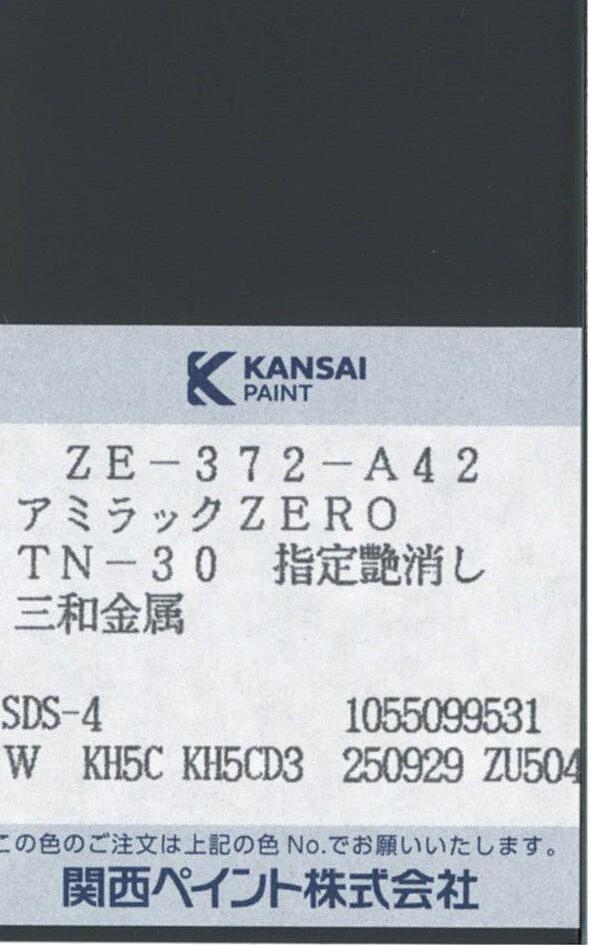 KANSAI
PAINT
ZE-372-A42
アミラックZERO
TN-30 指定艶消し
三和金属
SDS-4 1055099531
W KH5C KH5CD3 250929 ZU504
この色のご注文は上記の色 No.でお願いいたします。
関西ペイント株式会社